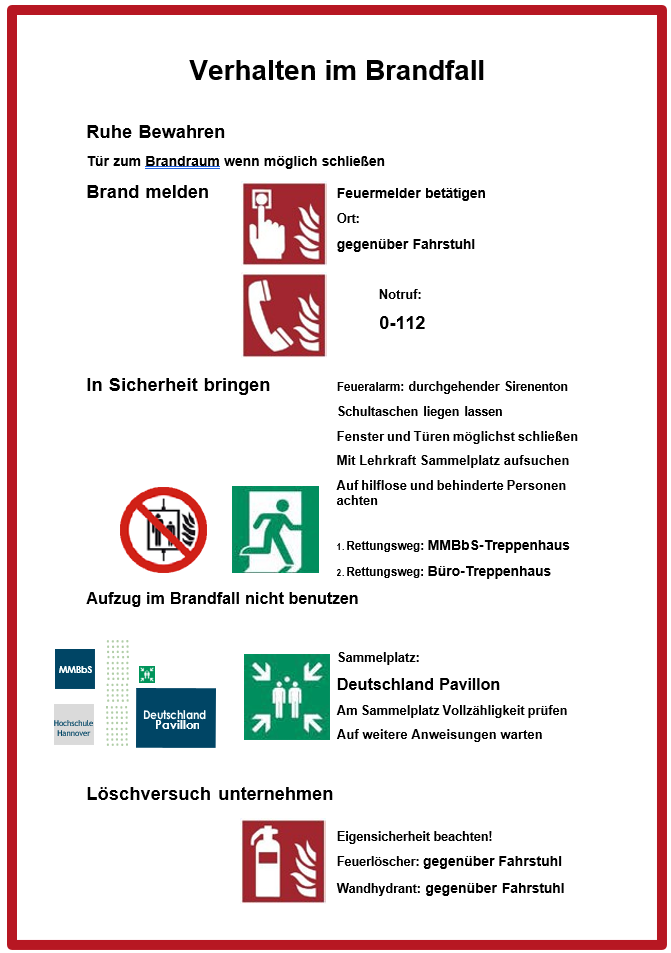 Verhalten im Brandfall
Ruhe Bewahren
Tür zum Brandraum wenn möglich schließen
Brand melden
Feuermelder betätigen
Ort:
gegenüber Fahrstuhl
Notruf:
0-112
In Sicherheit bringen
Feueralarm: durchgehender Sirenenton
Schultaschen liegen lassen
Fenster und Türen möglichst schließen
Mit Lehrkraft Sammelplatz aufsuchen
Auf hilflose und behinderte Personen
achten
1. Rettungsweg: MMBbS-Treppenhaus
2. Rettungsweg: Büro-Treppenhaus
Aufzug im Brandfall nicht benutzen
MMBbS
Hochschule
Hannover
Deutschland
Pavillon
Sammelplatz:
Deutschland Pavillon
Am Sammelplatz Vollzähligkeit prüfen
Auf weitere Anweisungen warten
Löschversuch unternehmen
Eigensicherheit beachten!
Feuerlöscher: gegenüber Fahrstuhl
Wandhydrant: gegenüber Fahrstuhl